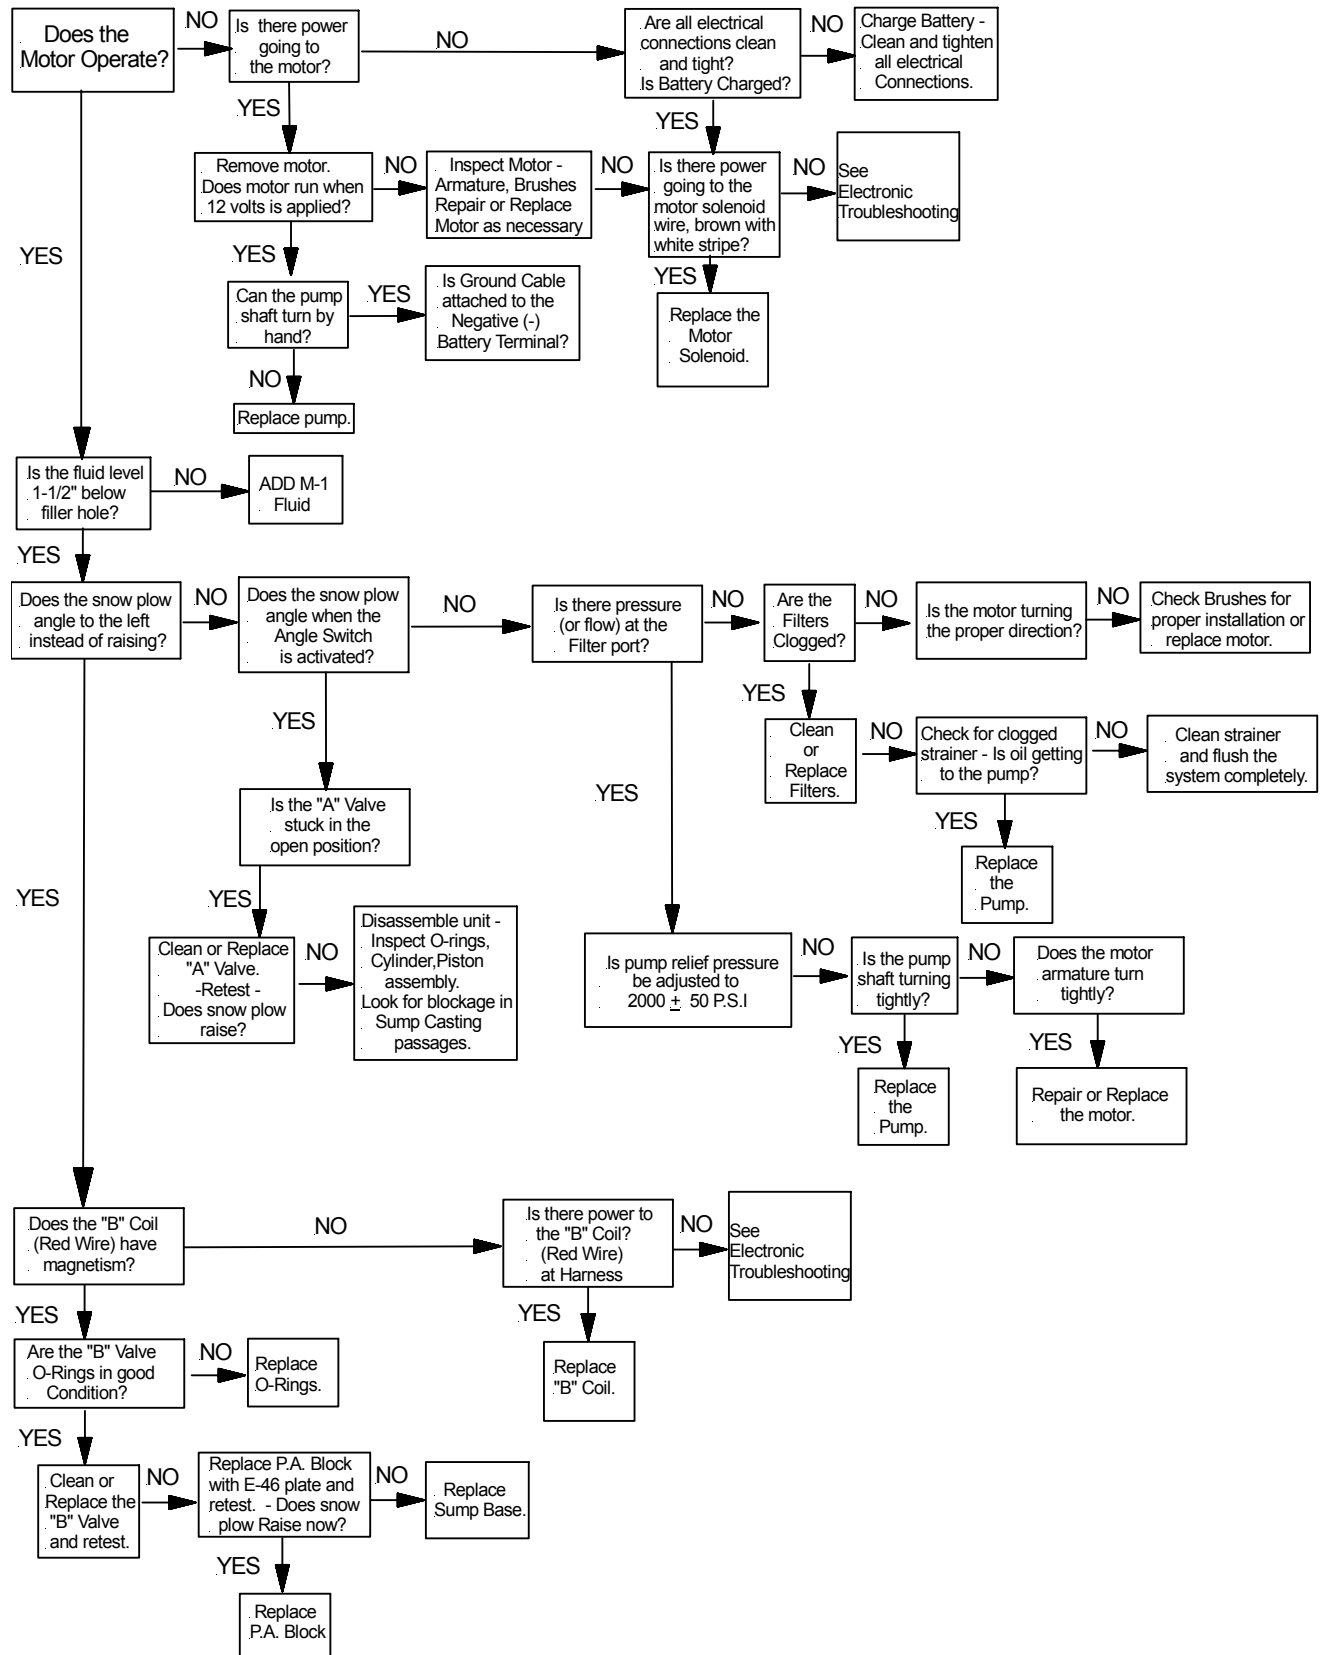 Does the
Motor Operate?
NO
Is there power
going to
the motor?
NO
Are all electrical
connections clean
and tight?
Is Battery Charged?
NO
Charge Battery -
Clean and tighten
all electrical
Connections.
YES
YES
YES
Remove motor.
Does motor run when
12 volts is applied?
NO
Inspect Motor -
Armature, Brushes
Repair or Replace
Motor as necessary
NO
Is there power
going to the
motor solenoid
wire, brown with
white stripe?
NO
See
Electronic
Troubleshooting
YES
YES
Can the pump
shaft turn by
hand?
YES
Is Ground Cable
attached to the
Negative (-)
Battery Terminal?
Replace the
Motor
Solenoid.
NO
Replace pump.
Is the fluid level
1-1/2" below
filler hole?
NO
ADD M-1
Fluid
YES
Does the snow plow
angle to the left
instead of raising?
NO
Does the snow plow
angle when the
Angle Switch
is activated?
NO
Is there pressure
(or flow) at the
Filter port?
NO
Are the
Filters
Clogged?
NO
Is the motor turning
the proper direction?
NO
Check Brushes for
proper installation or
replace motor.
YES
YES
YES
YES
Clean
or
Replace
Filters.
NO
Check for clogged
strainer - Is oil getting
to the pump?
NO
Clean strainer
and flush the
system completely.
YES
Replace
the
Pump.
Is the "A" Valve
stuck in the
open position?
YES
Clean or Replace
"A" Valve.
-Retest -
Does snow plow
raise?
NO
Disassemble unit -
Inspect O-rings,
Cylinder,Piston
assembly.
Look for blockage in
Sump Casting
passages.
Is pump relief pressure
be adjusted to
2000 ± 50 P.S.I
NO
Is the pump
shaft turning
tightly?
NO
Does the motor
armature turn
tightly?
YES
YES
Replace
the
Pump.
Repair or Replace
the motor.
Does the "B" Coil
(Red Wire) have
magnetism?
NO
Is there power to
the "B" Coil?
(Red Wire)
at Harness
NO
See
Electronic
Troubleshooting
YES
YES
Are the "B" Valve
O-Rings in good
Condition?
NO
Replace
O-Rings.
Replace
"B" Coil.
YES
Clean or
Replace the
"B" Valve
and retest.
NO
Replace P.A. Block
with E-46 plate and
retest. - Does snow
plow Raise now?
NO
Replace
Sump Base.
YES
Replace
P.A. Block